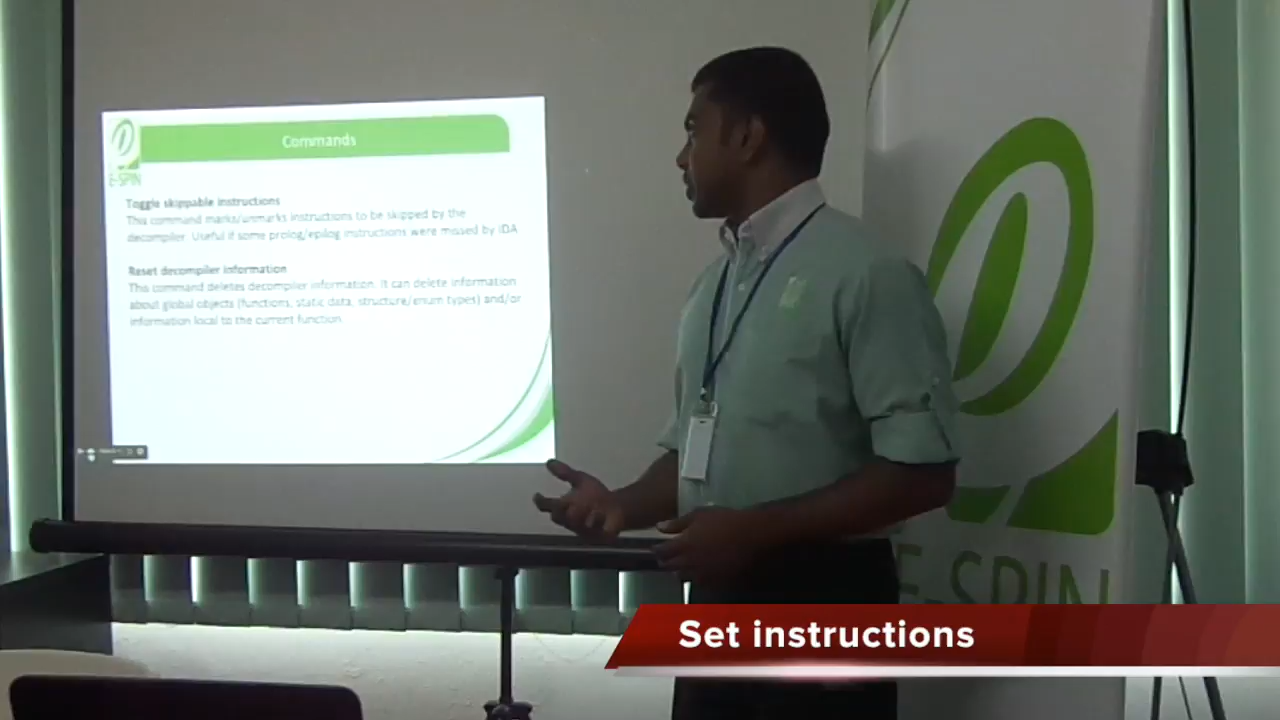 Commands
E-SPIN
Toggle skippable instructions
This command marks/unmarks instructions to be skipped by the
decompiler. Useful if some prolog/epilog instructions were missed by IDA
Reset decompiler information
This command deletes decompiler information. It can delete information
about global objects (functions, static data, structure/enum types) and/or
information local to the current function.
E-SPIN
Set instructions